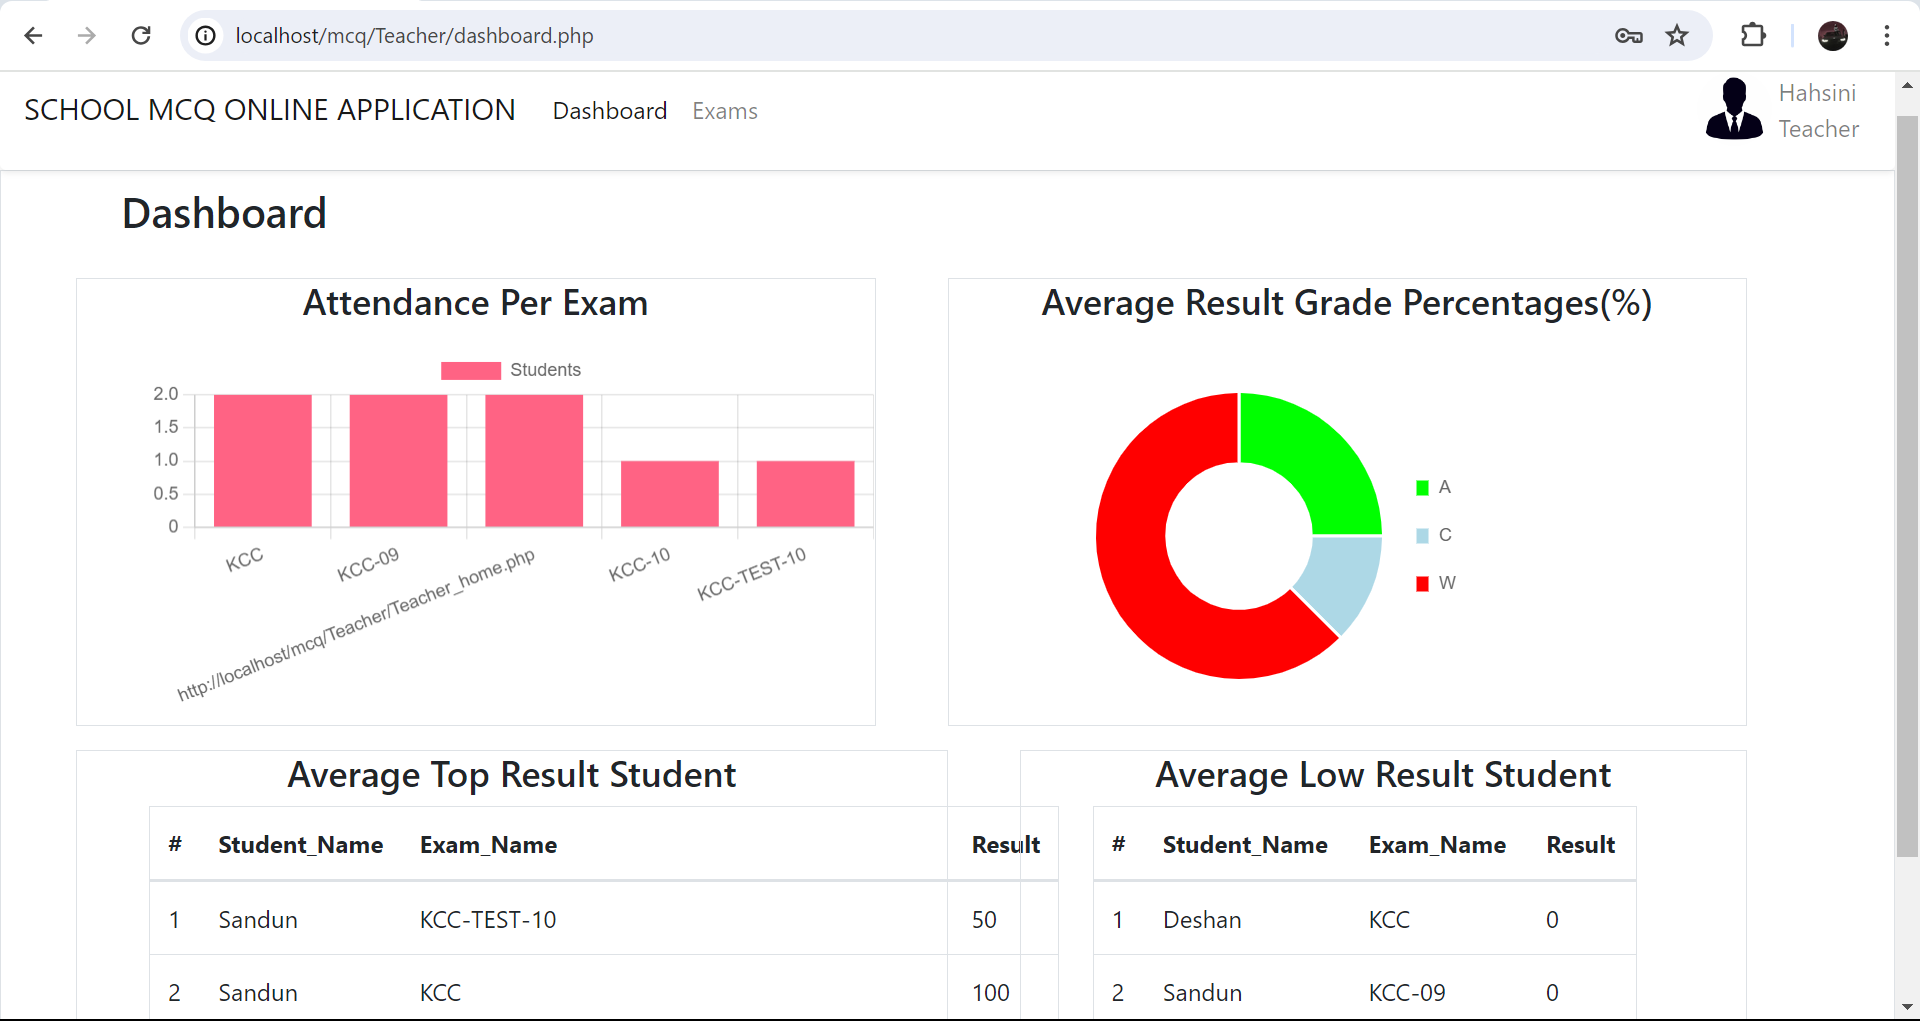 localhost/mcq/Teacher/dashboard.php
SCHOOL MCQ ONLINE APPLICATION Dashboard Exams
Hahsini
Teacher
Dashboard
Attendance Per Exam
Students
2.0
1.5
1.0
0.5
0
KCC
KCC-09
http://localhost/mcq/Teacher/Teacher_home.php
KCC-10
KCC-TEST-10
Average Result Grade Percentages(%)
A
C
W
Average Top Result Student
# Student_Name Exam_Name Result
1 Sandun KCC-TEST-10 50
2 Sandun KCC 100
Average Low Result Student
# Student_Name Exam_Name Result
1 Deshan KCC 0
2 Sandun KCC-09 0